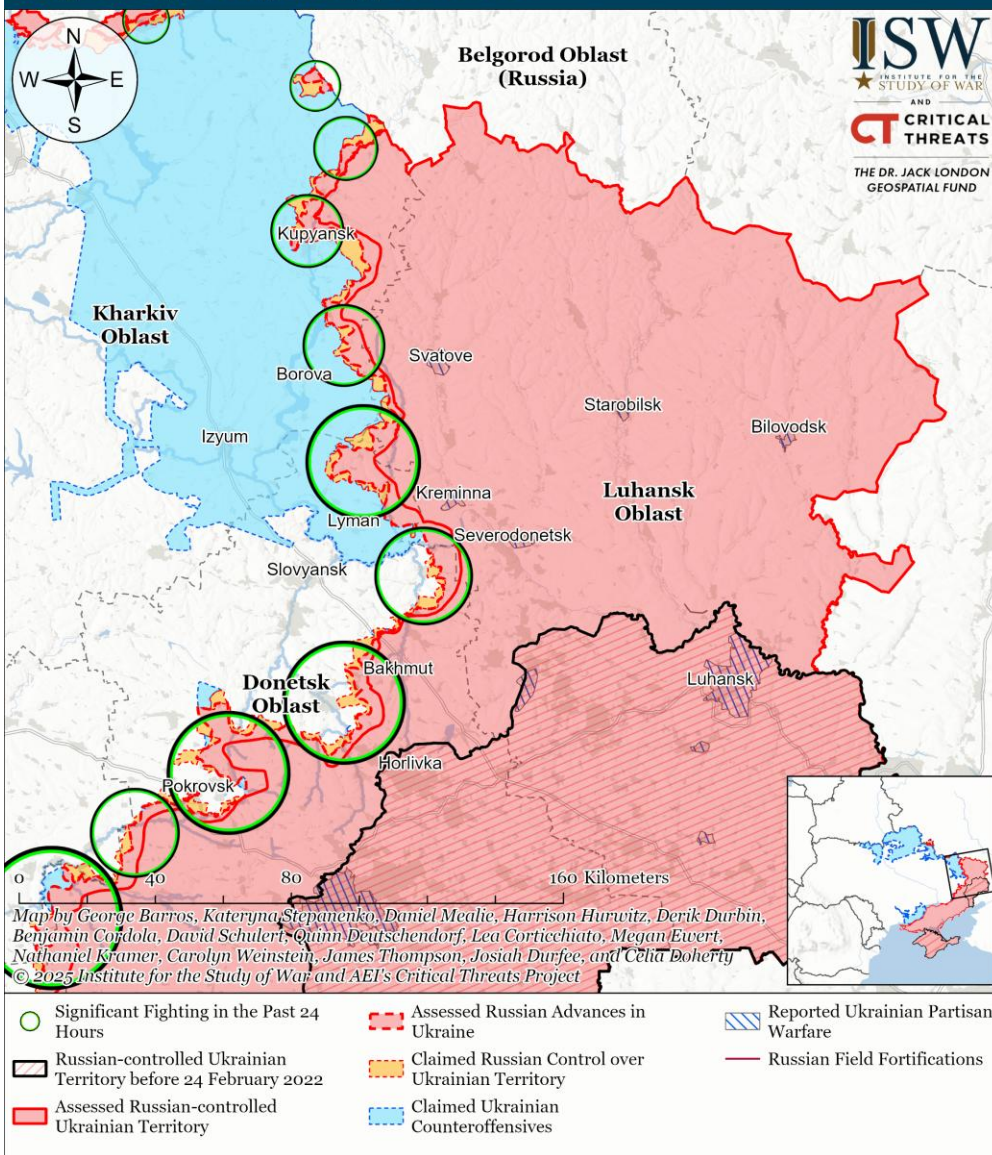 N
W E
S
Belgorod Oblast
(Russia)
ISW
INSTITUTE FOR THE
STUDY OF WAR
AND
CT CRITICAL
THREATS
THE DR. JACK LONDON
GEOSPATIAL FUND
Kupyansk
Kharkiv
Oblast
Svatove
Borova
Starobilsk
Bilovodsk
Izyum
Kreminna
Luhansk
Oblast
Lyman
Severodonetsk
Slovyansk
Bakhmut
Luhansk
Donetsk
Oblast
Horlivka
Pokrovsk
0 40 80 160 Kilometers
Map by George Barros, Kateryna Stepanenko, Daniel Mealie, Harrison Hurwitz, Derik Durbin,
Benjamin Cordola, David Schulert, Quinn Deutschendorf, Lea Corticchiato, Megan Ewert,
Nathaniel Kramer, Carolyn Weinstein, James Thompson, Josiah Durfee, and Celia Doherty
© 2025 Institute for the Study of War and AEI's Critical Threats Project
Significant Fighting in the Past 24
Hours
Russian-controlled Ukrainian
Territory before 24 February 2022
Assessed Russian-controlled
Ukrainian Territory
Assessed Russian Advances in
Ukraine
Claimed Russian Control over
Ukrainian Territory
Claimed Ukrainian
Counteroffensives
Reported Ukrainian Partisan
Warfare
Russian Field Fortifications